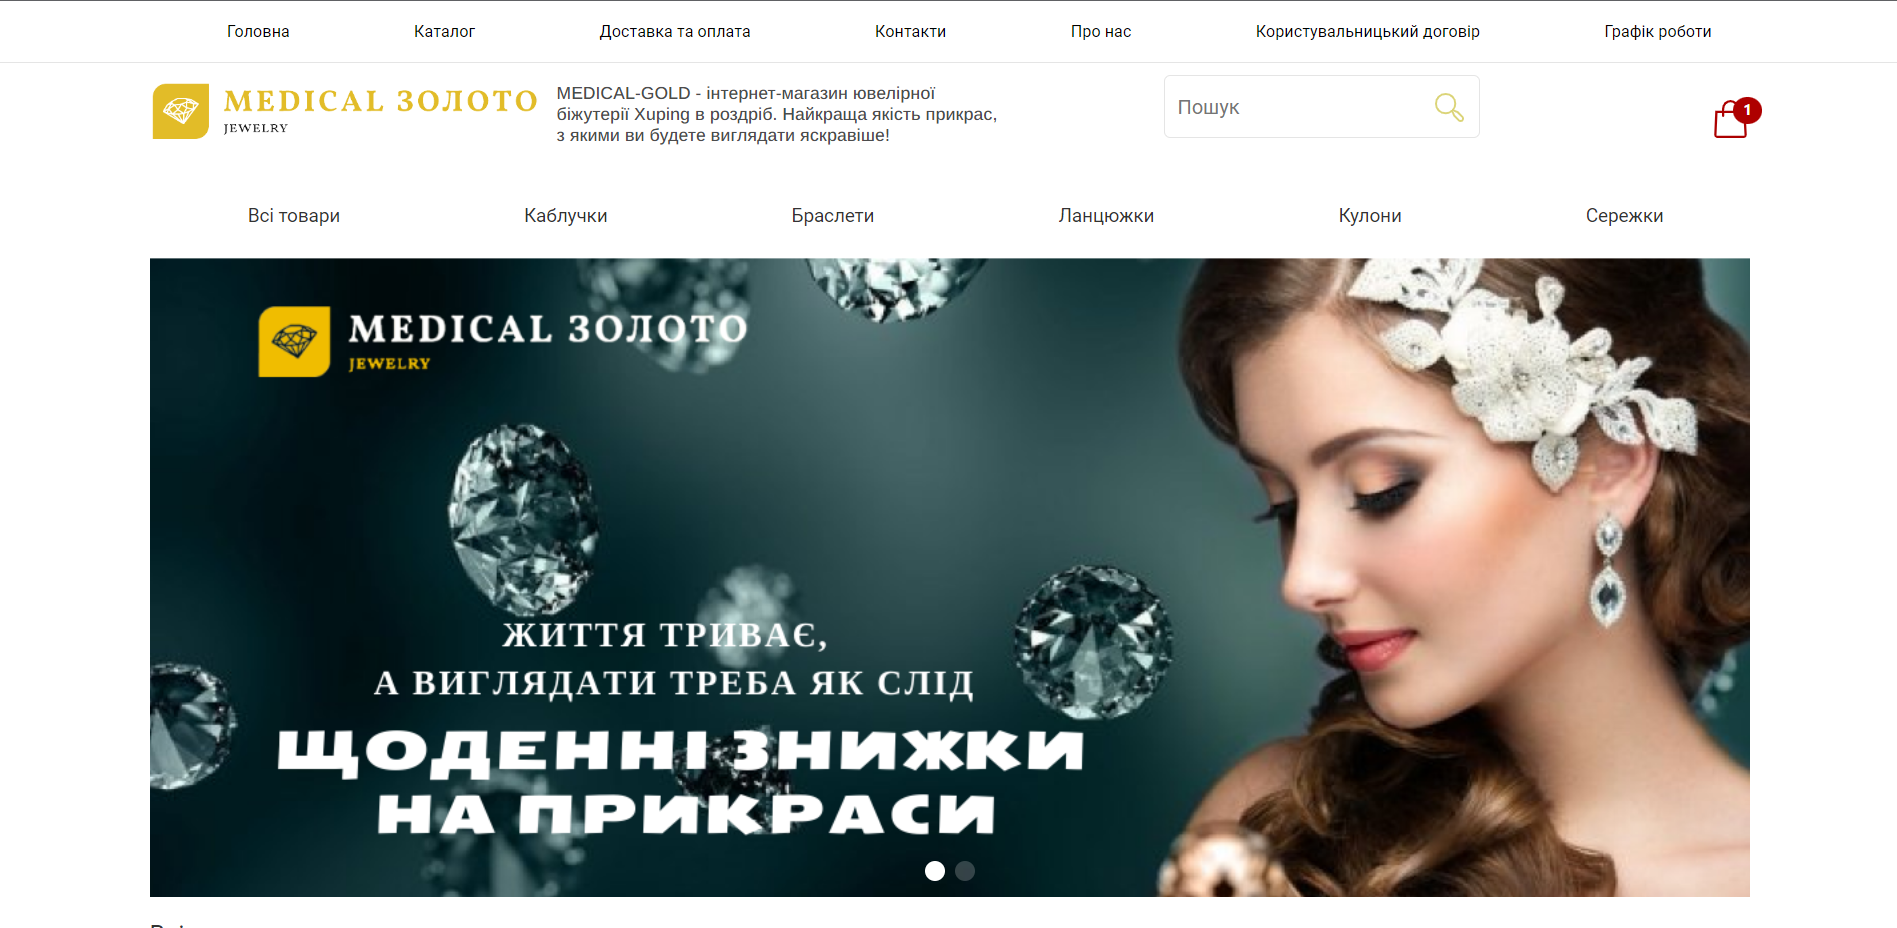 Головна
Каталог
Доставка та оплата
Контакти
Про нас
Користувальницький договір
Графік роботи
MEDICAL ЗОЛОТО
JEWELRY
MEDICAL-GOLD - інтернет-магазин ювелірної
біжутерії Xuping в роздріб. Найкраща якість прикрас,
з якими ви будете виглядати яскравіше!
Пошук
1
Всі товари
Каблучки
Браслети
Ланцюжки
Кулони
Сережки
MEDICAL ЗОЛОТО
JEWELRY
ЖИТТЯ ТРИВАЄ,
А ВИГЛЯДАТИ ТРЕБА ЯК СЛІД
ЩОДЕННІ ЗНИЖКИ
НА ПРИКРАСИ